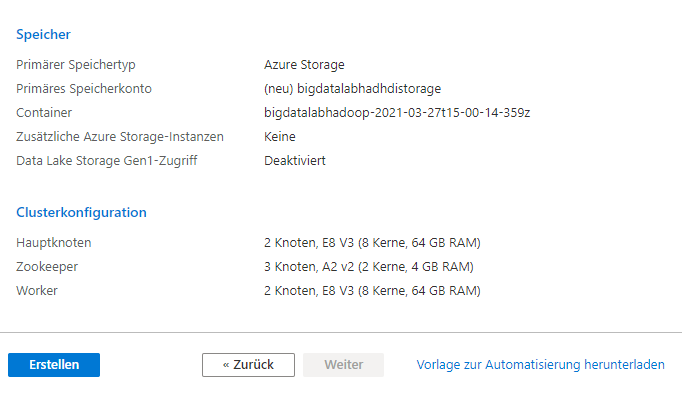 Speicher
Primärer Speichertyp Azure Storage
Primäres Speicherkonto (neu) bigdatalabhadhdistorage
Container bigdatalabhadoop-2021-03-27t15-00-14-359z
Zusätzliche Azure Storage-Instanzen Keine
Data Lake Storage Gen1-Zugriff Deaktiviert
Clusterkonfiguration
Hauptknoten 2 Knoten, E8 V3 (8 Kerne, 64 GB RAM)
Zookeeper 3 Knoten, A2 v2 (2 Kerne, 4 GB RAM)
Worker 2 Knoten, E8 V3 (8 Kerne, 64 GB RAM)
Erstellen « Zurück Weiter Vorlage zur Automatisierung herunterladen